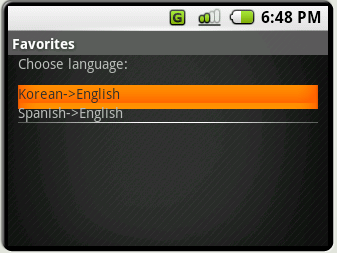 G 6:48 PM
Favorites
Choose language:
Korean->English
Spanish->English